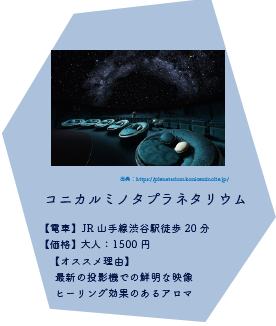 出典：https://planetarium.konicaminolta.jp/
コニカルミノタプラネタリウム
【電車】JR 山手線渋谷駅徒歩 20 分
【価格】大人：1500 円
【オススメ理由】
最新の投影機での鮮明な映像
ヒーリング効果のあるアロマ